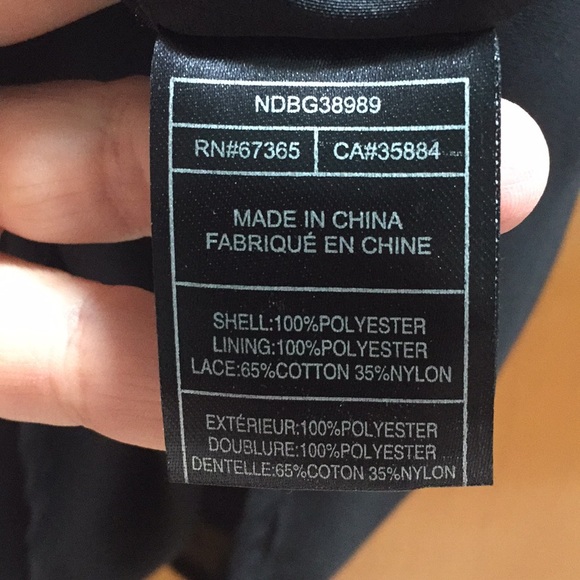 NDBG38989
RN#67365 CA#35884
MADE IN CHINA
FABRIQUÉ EN CHINE
SHELL:100%POLYESTER
LINING:100%POLYESTER
LACE:65%COTTON 35%NYLON
EXTÉRIEUR:100%POLYESTER
DOUBLURE:100%POLYESTER
DENTELLE:65%COTON 35%NYLON